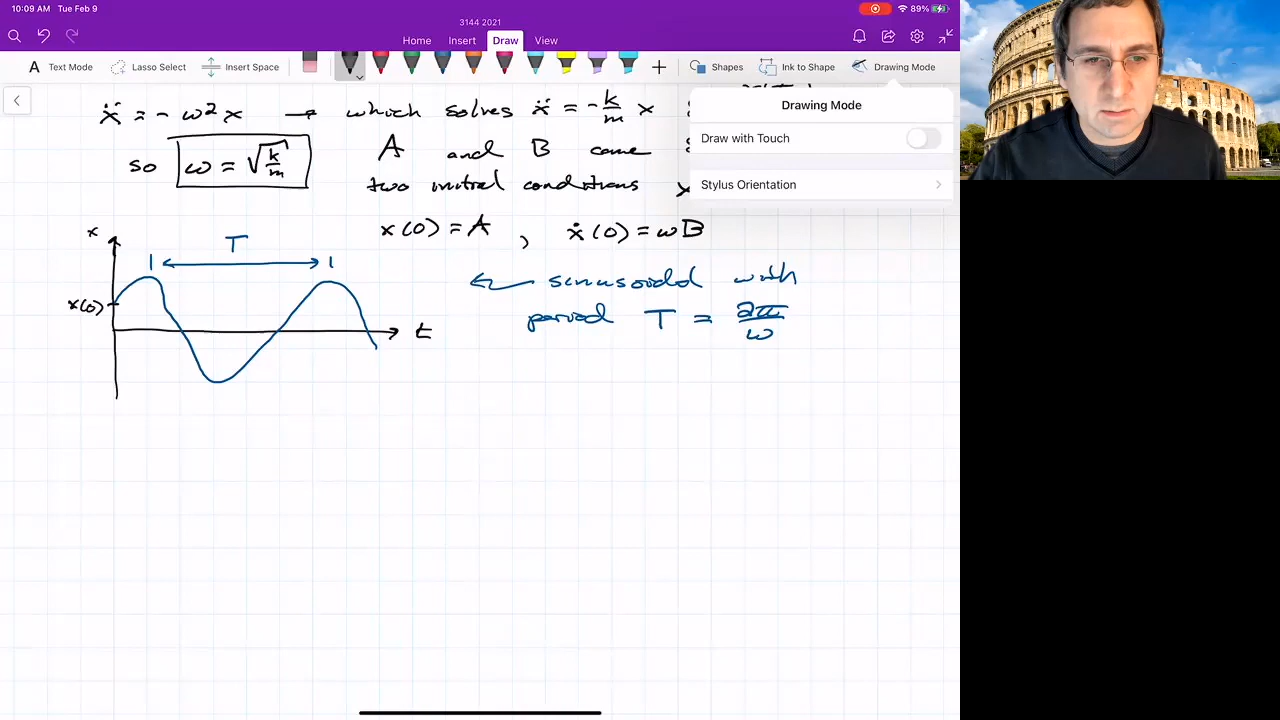 10:09 AM Tue Feb 9
89%
3144 2021
Home Insert Draw View
A Text Mode Lasso Select Insert Space Shapes Ink to Shape Drawing Mode
Drawing Mode
Draw with Touch
Stylus Orientation
ẍ = -ω²x → which solves ẍ = -k/m x
so ω = √(k/m) A and B come
two initial conditions
x(0) = A , ẋ(0) = ωB
x T
x(0)
t
← sinusoidal with
period T = 2π/ω